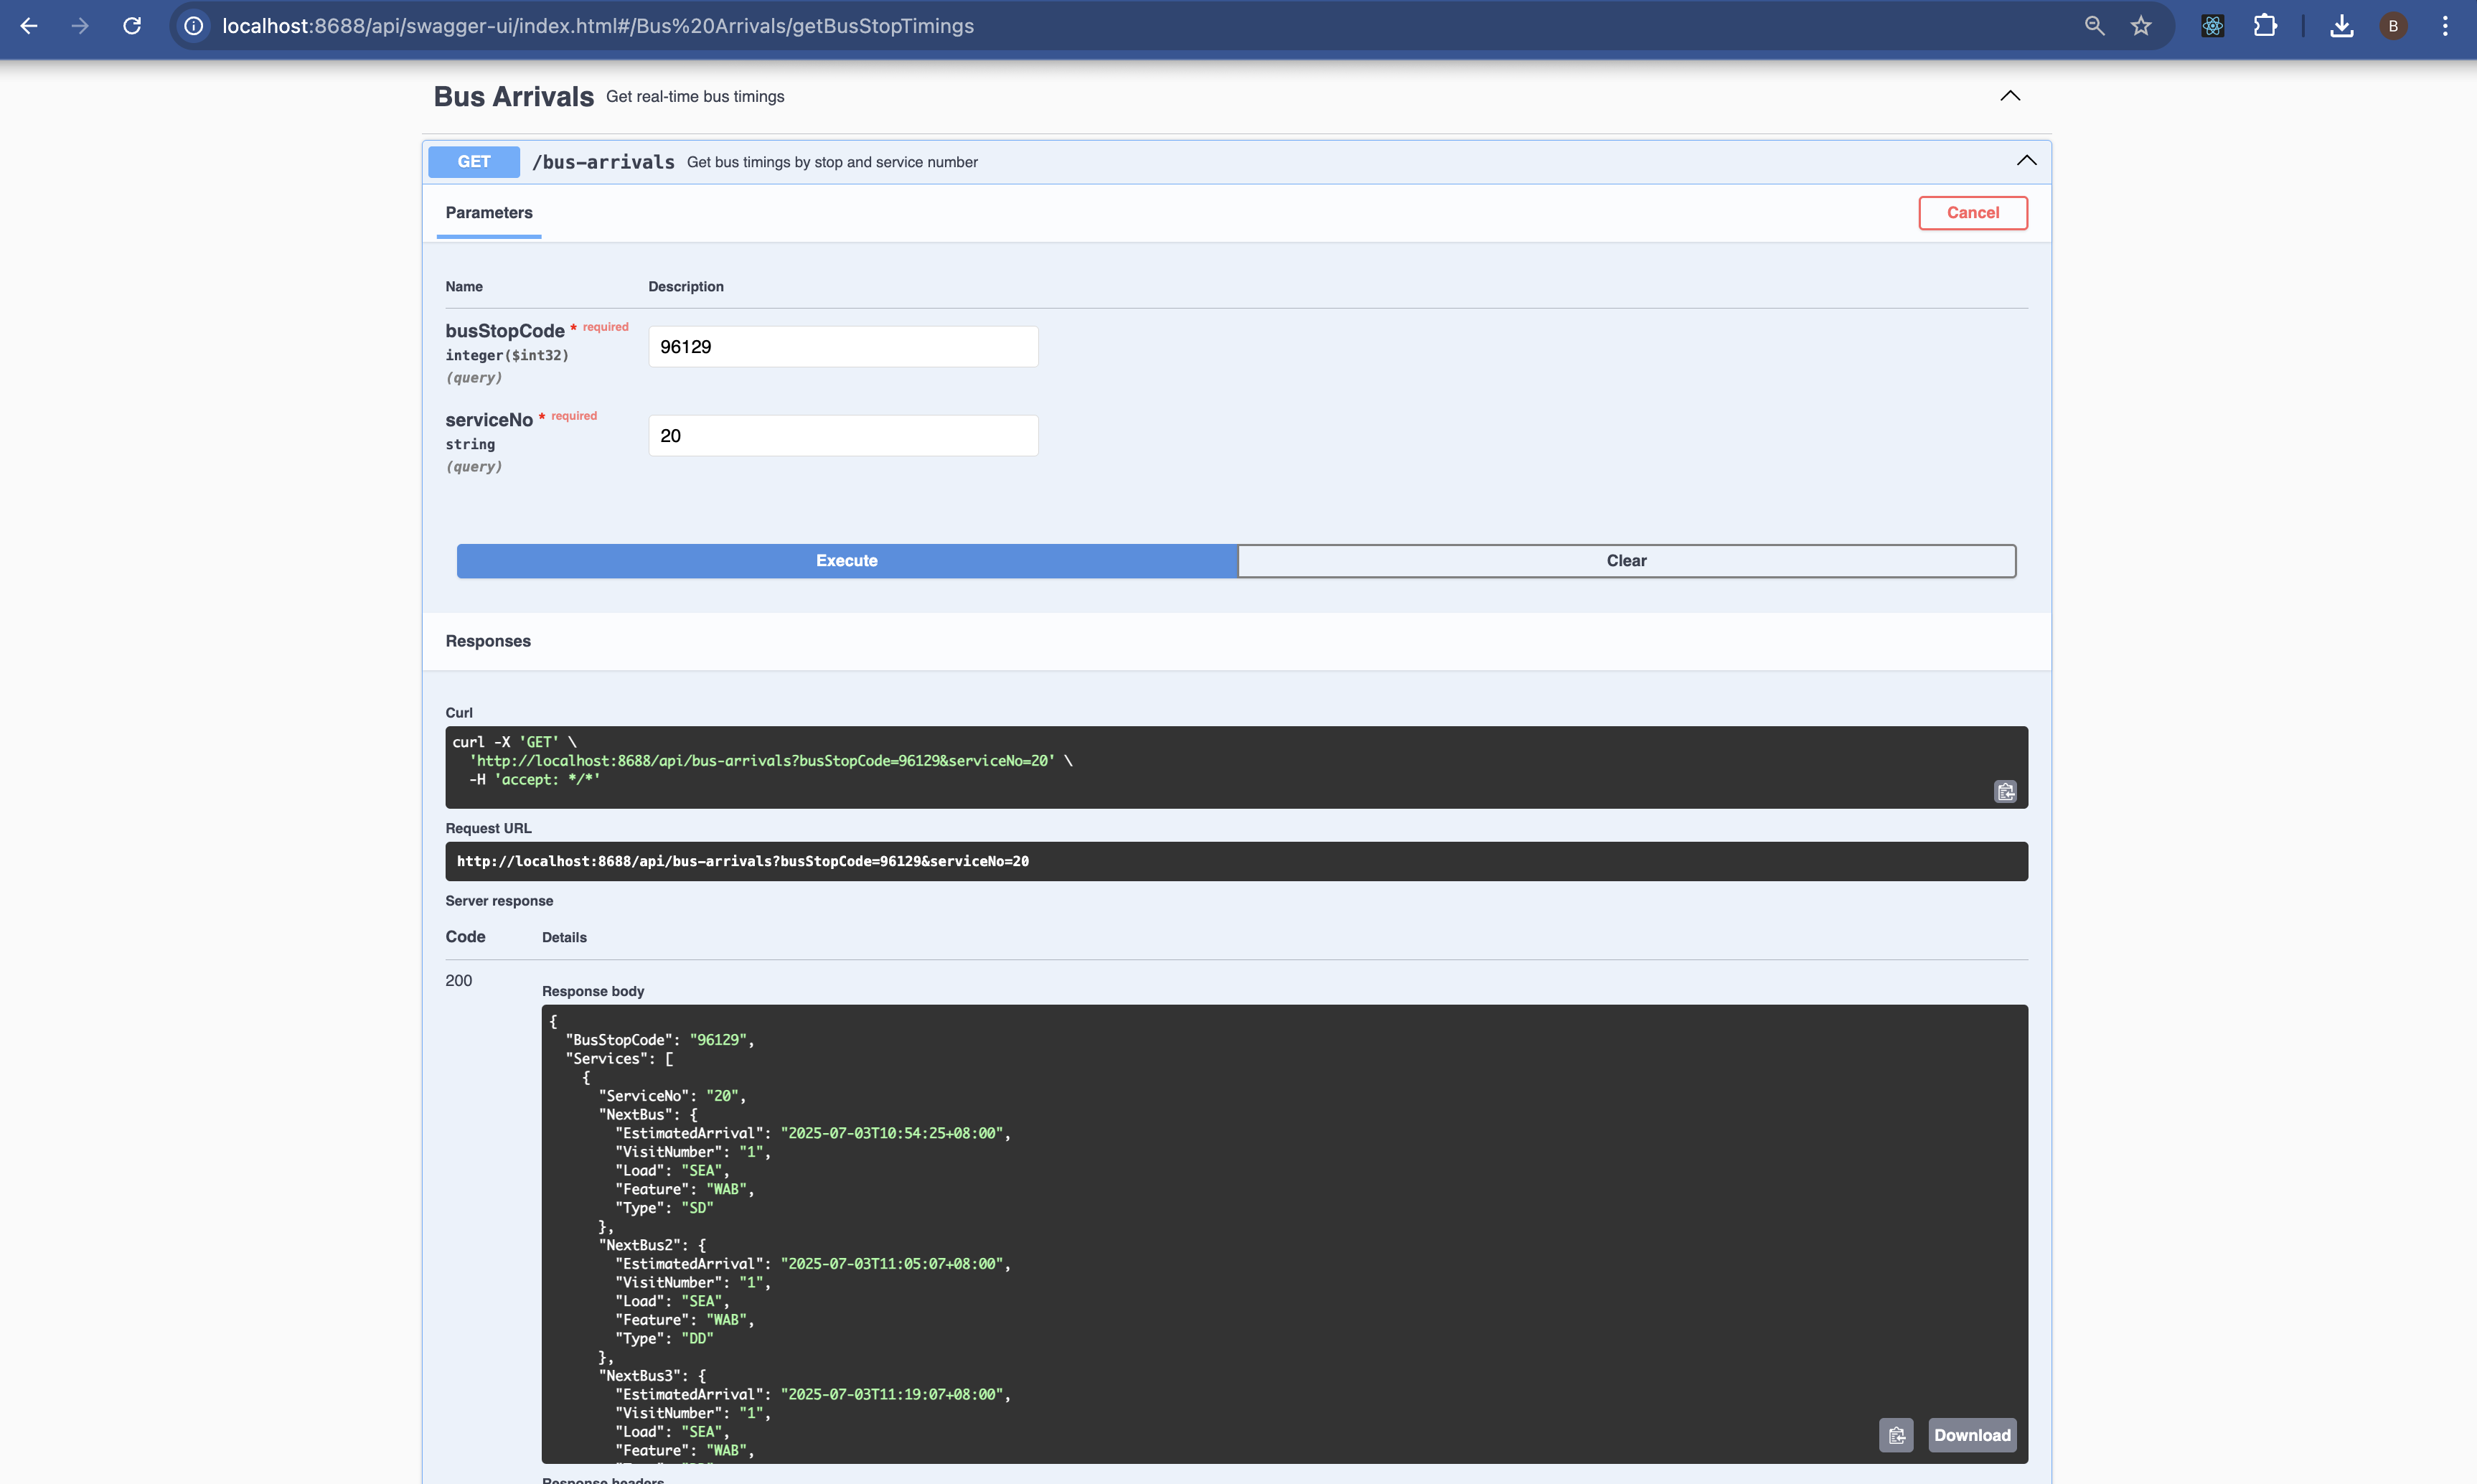 localhost:8688/api/swagger-ui/index.html#/Bus%20Arrivals/getBusStopTimings
B
Bus Arrivals Get real-time bus timings
GET /bus-arrivals Get bus timings by stop and service number
Parameters
Cancel
Name Description
busStopCode * required
integer($int32)
(query)
96129
serviceNo * required
string
(query)
20
Execute Clear
Responses
Curl
curl -X 'GET' \
'http://localhost:8688/api/bus-arrivals?busStopCode=96129&serviceNo=20' \
-H 'accept: */*'
Request URL
http://localhost:8688/api/bus-arrivals?busStopCode=96129&serviceNo=20
Server response
Code Details
200
Response body
{
"BusStopCode": "96129",
"Services": [
{
"ServiceNo": "20",
"NextBus": {
"EstimatedArrival": "2025-07-03T10:54:25+08:00",
"VisitNumber": "1",
"Load": "SEA",
"Feature": "WAB",
"Type": "SD"
},
"NextBus2": {
"EstimatedArrival": "2025-07-03T11:05:07+08:00",
"VisitNumber": "1",
"Load": "SEA",
"Feature": "WAB",
"Type": "DD"
},
"NextBus3": {
"EstimatedArrival": "2025-07-03T11:19:07+08:00",
"VisitNumber": "1",
"Load": "SEA",
"Feature": "WAB",
Download
Response headers